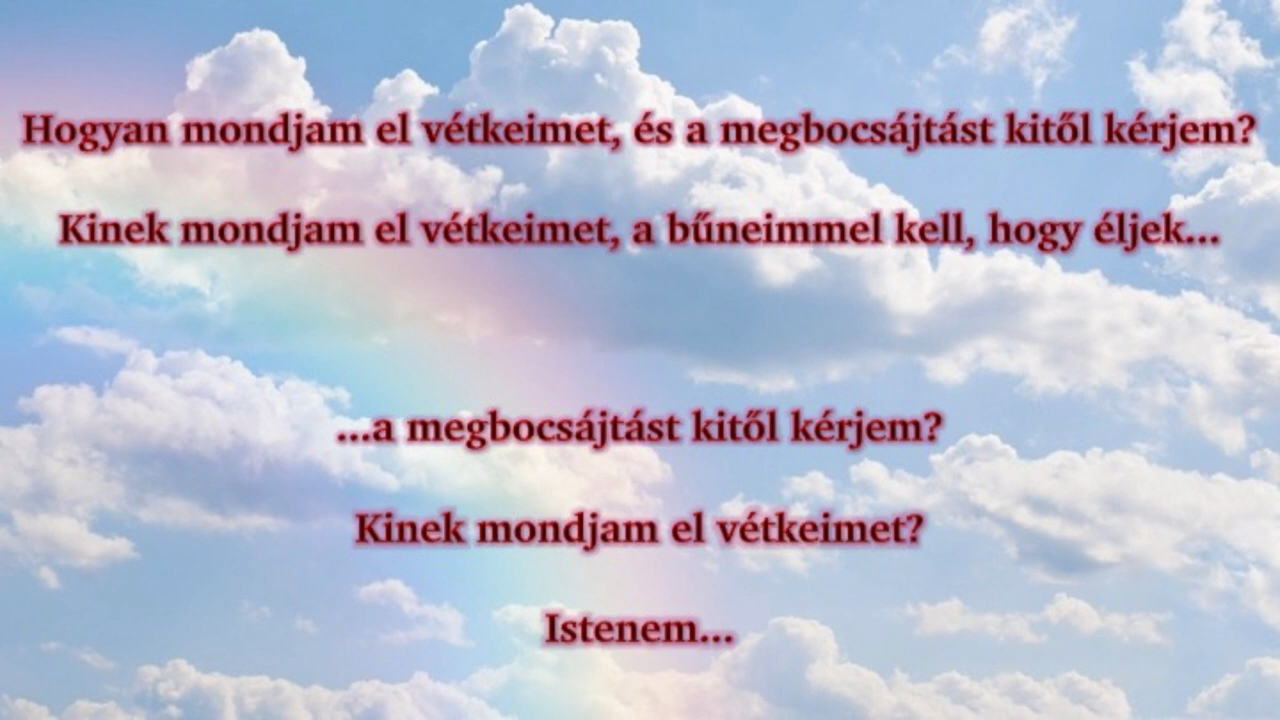 Hogyan mondjam el vétkeimet, és a megbocsájtást kitől kérjem?
Kinek mondjam el vétkeimet, a bűneimmel kell, hogy éljek...
...a megbocsájtást kitől kérjem?
Kinek mondjam el vétkeimet?
Istenem...